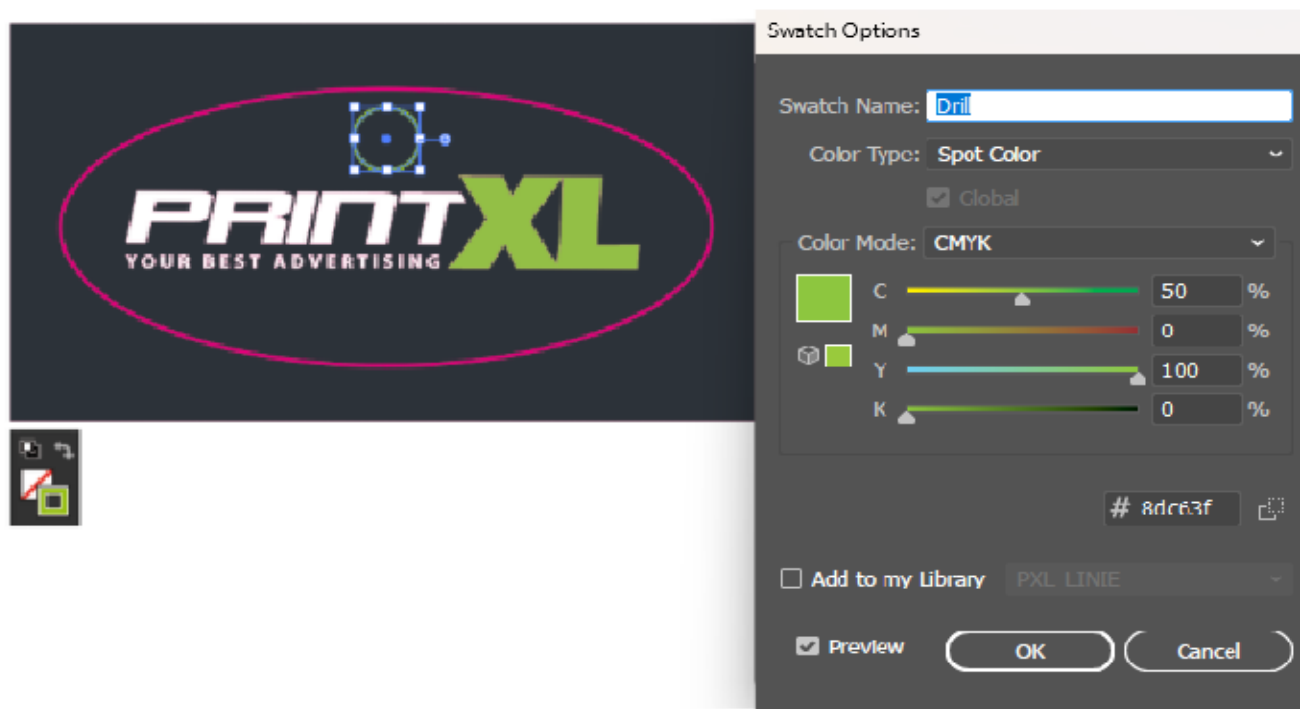 PRINTXL
YOUR BEST ADVERTISING
Swatch Options
Swatch Name: Drill
Color Type: Spot Color
Global
Color Mode: CMYK
C 50 %
M 0 %
Y 100 %
K 0 %
# 8dc63f
Add to my Library PXL LINIE
Preview OK Cancel